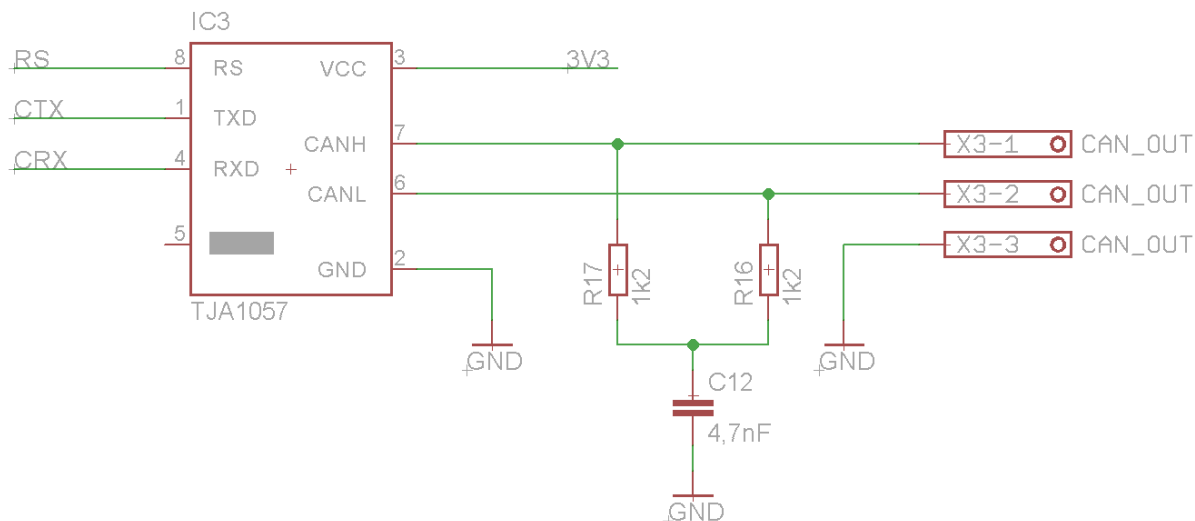 IC3
RS 8 RS VCC 3 3V3
CTX 1 TXD
CANH 7 X3-1 CAN_OUT
CRX 4 RXD
CANL 6 X3-2 CAN_OUT
5 X3-3 CAN_OUT
GND 2
R17 1k2 R16 1k2
TJA1057
GND GND
C12
4,7nF
GND